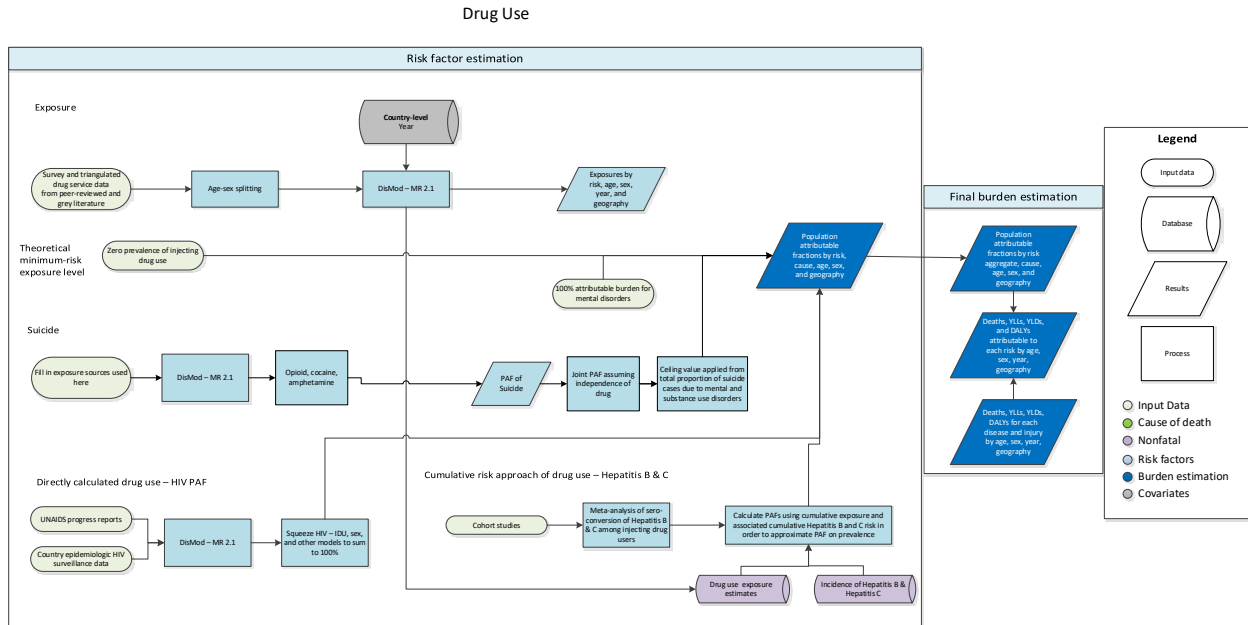 Drug Use
Risk factor estimation
Exposure
Country-level
Year
Survey and triangulated
drug service data
from peer-reviewed and
grey literature
Age-sex splitting
DisMod – MR 2.1
Exposures by
risk, age, sex,
year, and
geography
Theoretical
minimum-risk
exposure level
Zero prevalence of injecting
drug use
100% attributable burden for
mental disorders
Population
attributable
fractions by risk,
cause, age, sex,
and geography
Suicide
Fill in exposure sources used
here
DisMod – MR 2.1
Opioid, cocaine,
amphetamine
PAF of
Suicide
Joint PAF assuming
independence of
drug
Ceiling value applied from
total proportion of suicide
cases due to mental and
substance use disorders
Directly calculated drug use – HIV PAF
UNAIDS progress reports
Country epidemiologic HIV
surveillance data
DisMod – MR 2.1
Squeeze HIV – IDU, sex,
and other models to sum
to 100%
Cumulative risk approach of drug use – Hepatitis B & C
Cohort studies
Meta-analysis of sero-
conversion of Hepatitis B
& C among injecting drug
users
Calculate PAFs using cumulative exposure and
associated cumulative Hepatitis B and C risk in
order to approximate PAF on prevalence
Drug use exposure
estimates
Incidence of Hepatitis B &
Hepatitis C
Final burden estimation
Population
attributable
fractions by risk
aggregate, cause,
age, sex, and
geography
Deaths, YLLs, YLDs,
and DALYs
attributable to
each risk by age,
sex, year,
geography
Deaths, YLLs, YLDs,
DALYs for each
disease and injury
by age, sex, year,
geography
Legend
Input data
Database
Results
Process
Input Data
Cause of death
Nonfatal
Risk factors
Burden estimation
Covariates